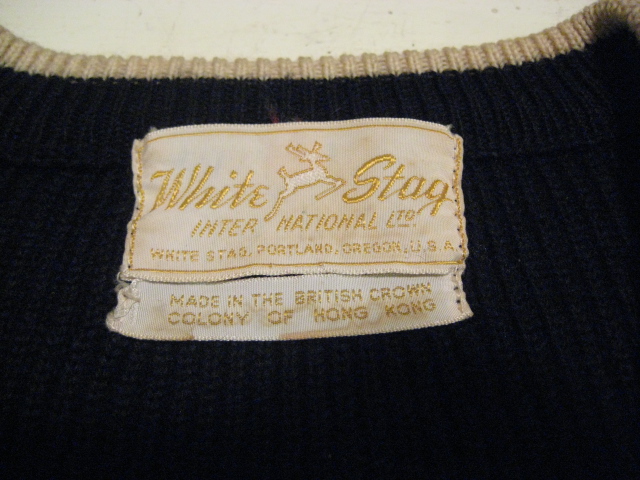 White Stag
INTER NATIONAL LTD.
WHITE STAG, PORTLAND, OREGON, U.S.A.
MADE IN THE BRITISH CROWN
COLONY OF HONG KONG